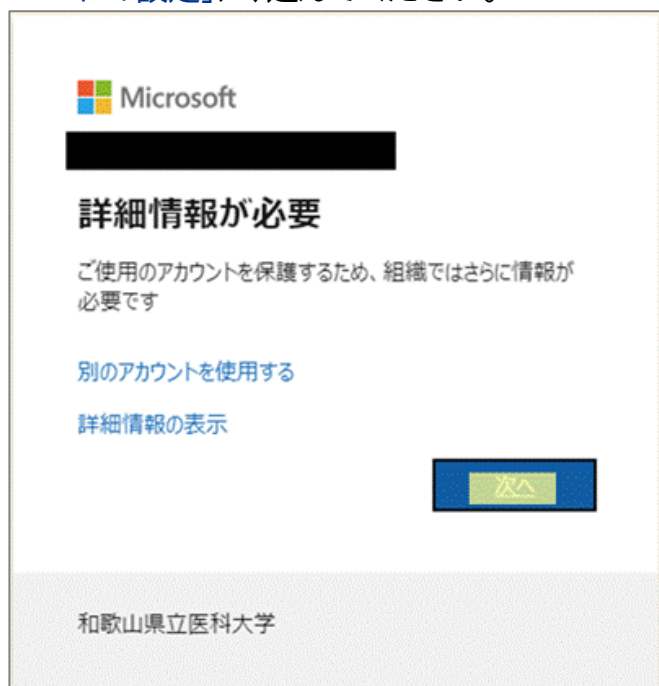 設定」
Microsoft
詳細情報が必要
ご使用のアカウントを保護するため、組織ではさらに情報が
必要です
別のアカウントを使用する
詳細情報の表示
次へ
和歌山県立医科大学